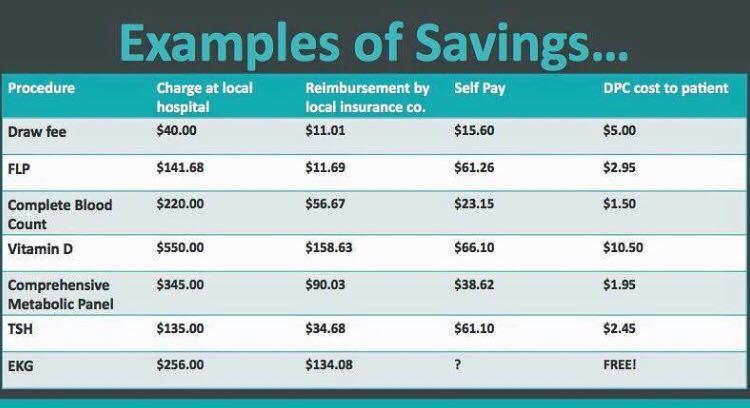 Examples of Savings...
Procedure Charge at local hospital Reimbursement by local insurance co. Self Pay DPC cost to patient
Draw fee $40.00 $11.01 $15.60 $5.00
FLP $141.68 $11.69 $61.26 $2.95
Complete Blood Count $220.00 $56.67 $23.15 $1.50
Vitamin D $550.00 $158.63 $66.10 $10.50
Comprehensive Metabolic Panel $345.00 $90.03 $38.62 $1.95
TSH $135.00 $34.68 $61.10 $2.45
EKG $256.00 $134.08 ? FREE!